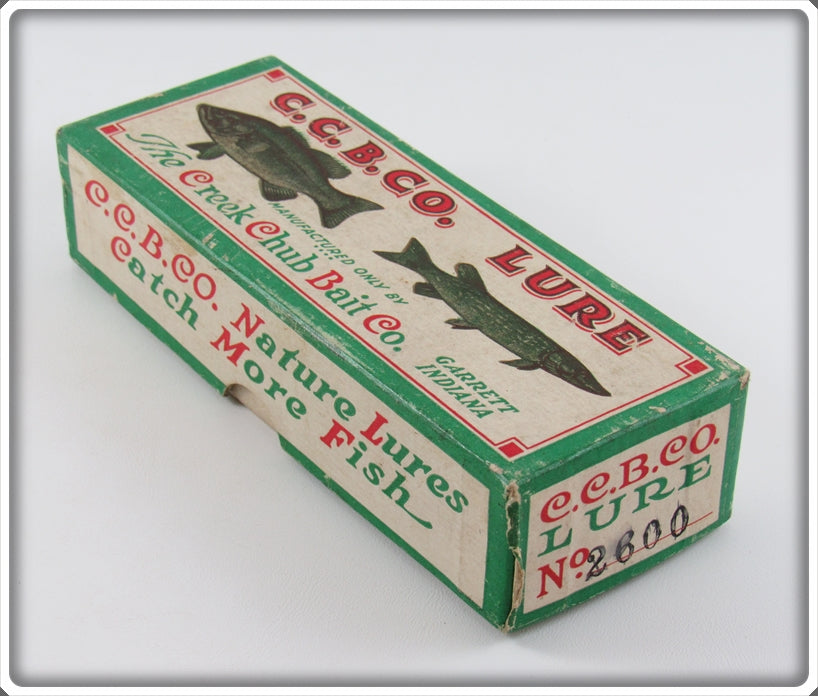 C.C.B.CO. LURE
MANUFACTURED ONLY BY
The Creek Chub Bait Co.
GARRETT
INDIANA
C.C.B.CO. Nature Lures
Catch More Fish
C.C.B.CO.
LURE
No. 2600